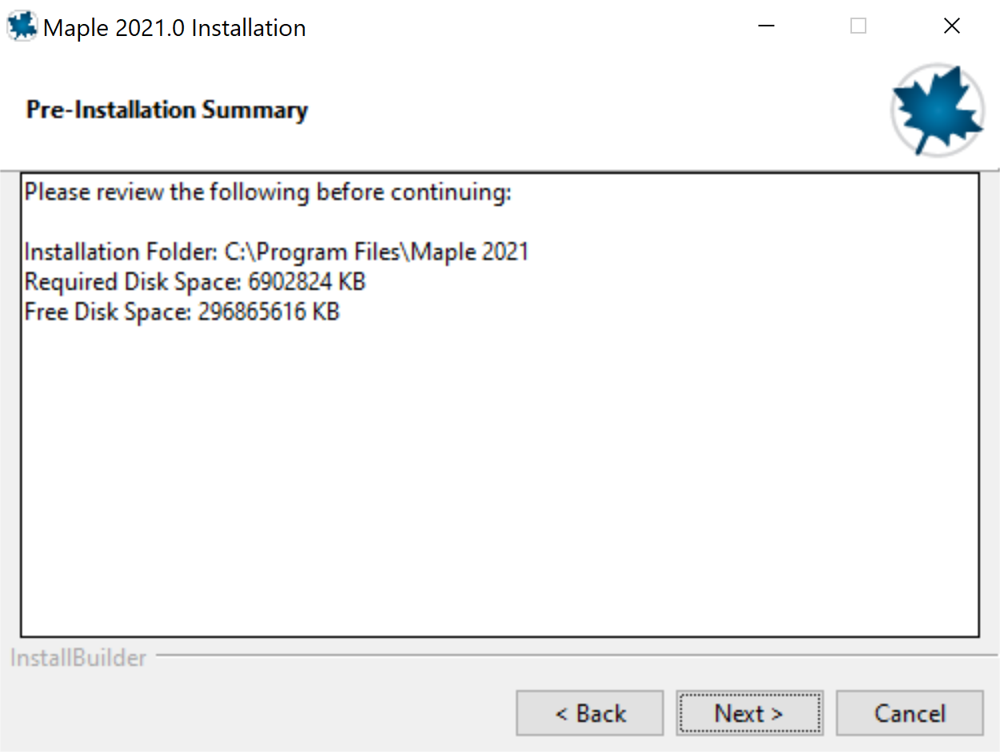 Maple 2021.0 Installation
Pre-Installation Summary
Please review the following before continuing:
Installation Folder: C:\Program Files\Maple 2021
Required Disk Space: 6902824 KB
Free Disk Space: 296865616 KB
InstallBuilder
< Back
Next >
Cancel